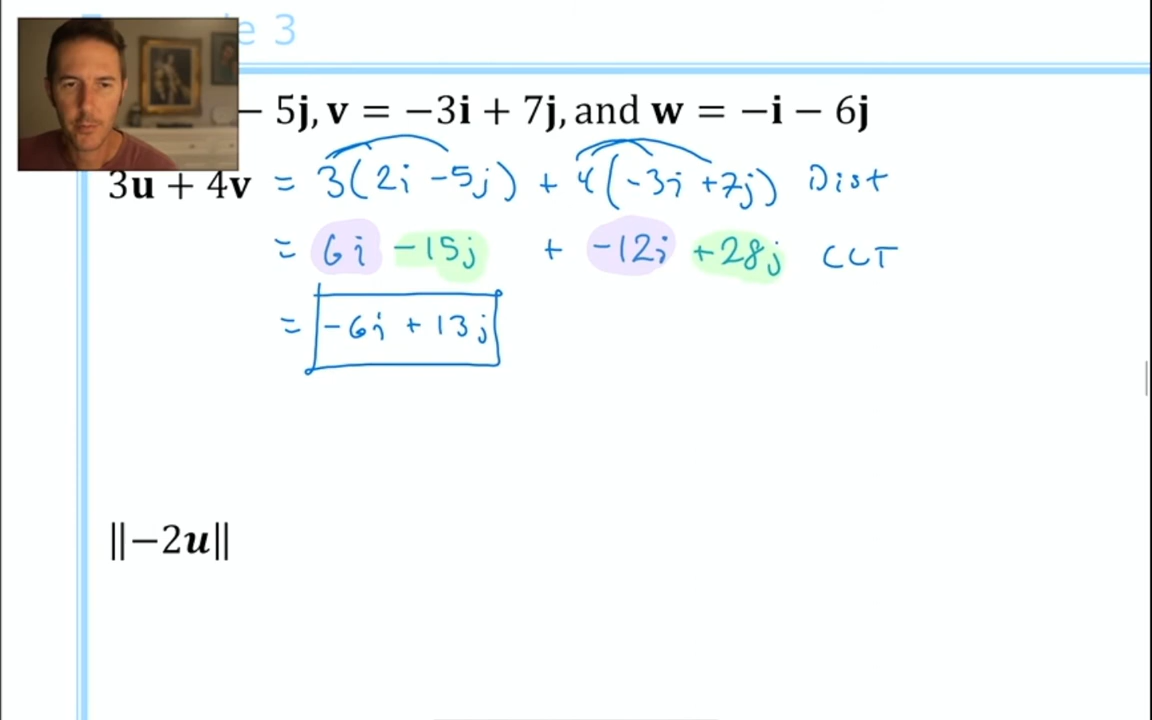 e 3
− 5j, v = −3i + 7j, and w = −i − 6j
3u + 4v = 3(2i −5j) + 4(−3i +7j) Dist
= 6i −15j + −12i +28j CLT
= −6i + 13j
‖−2u‖